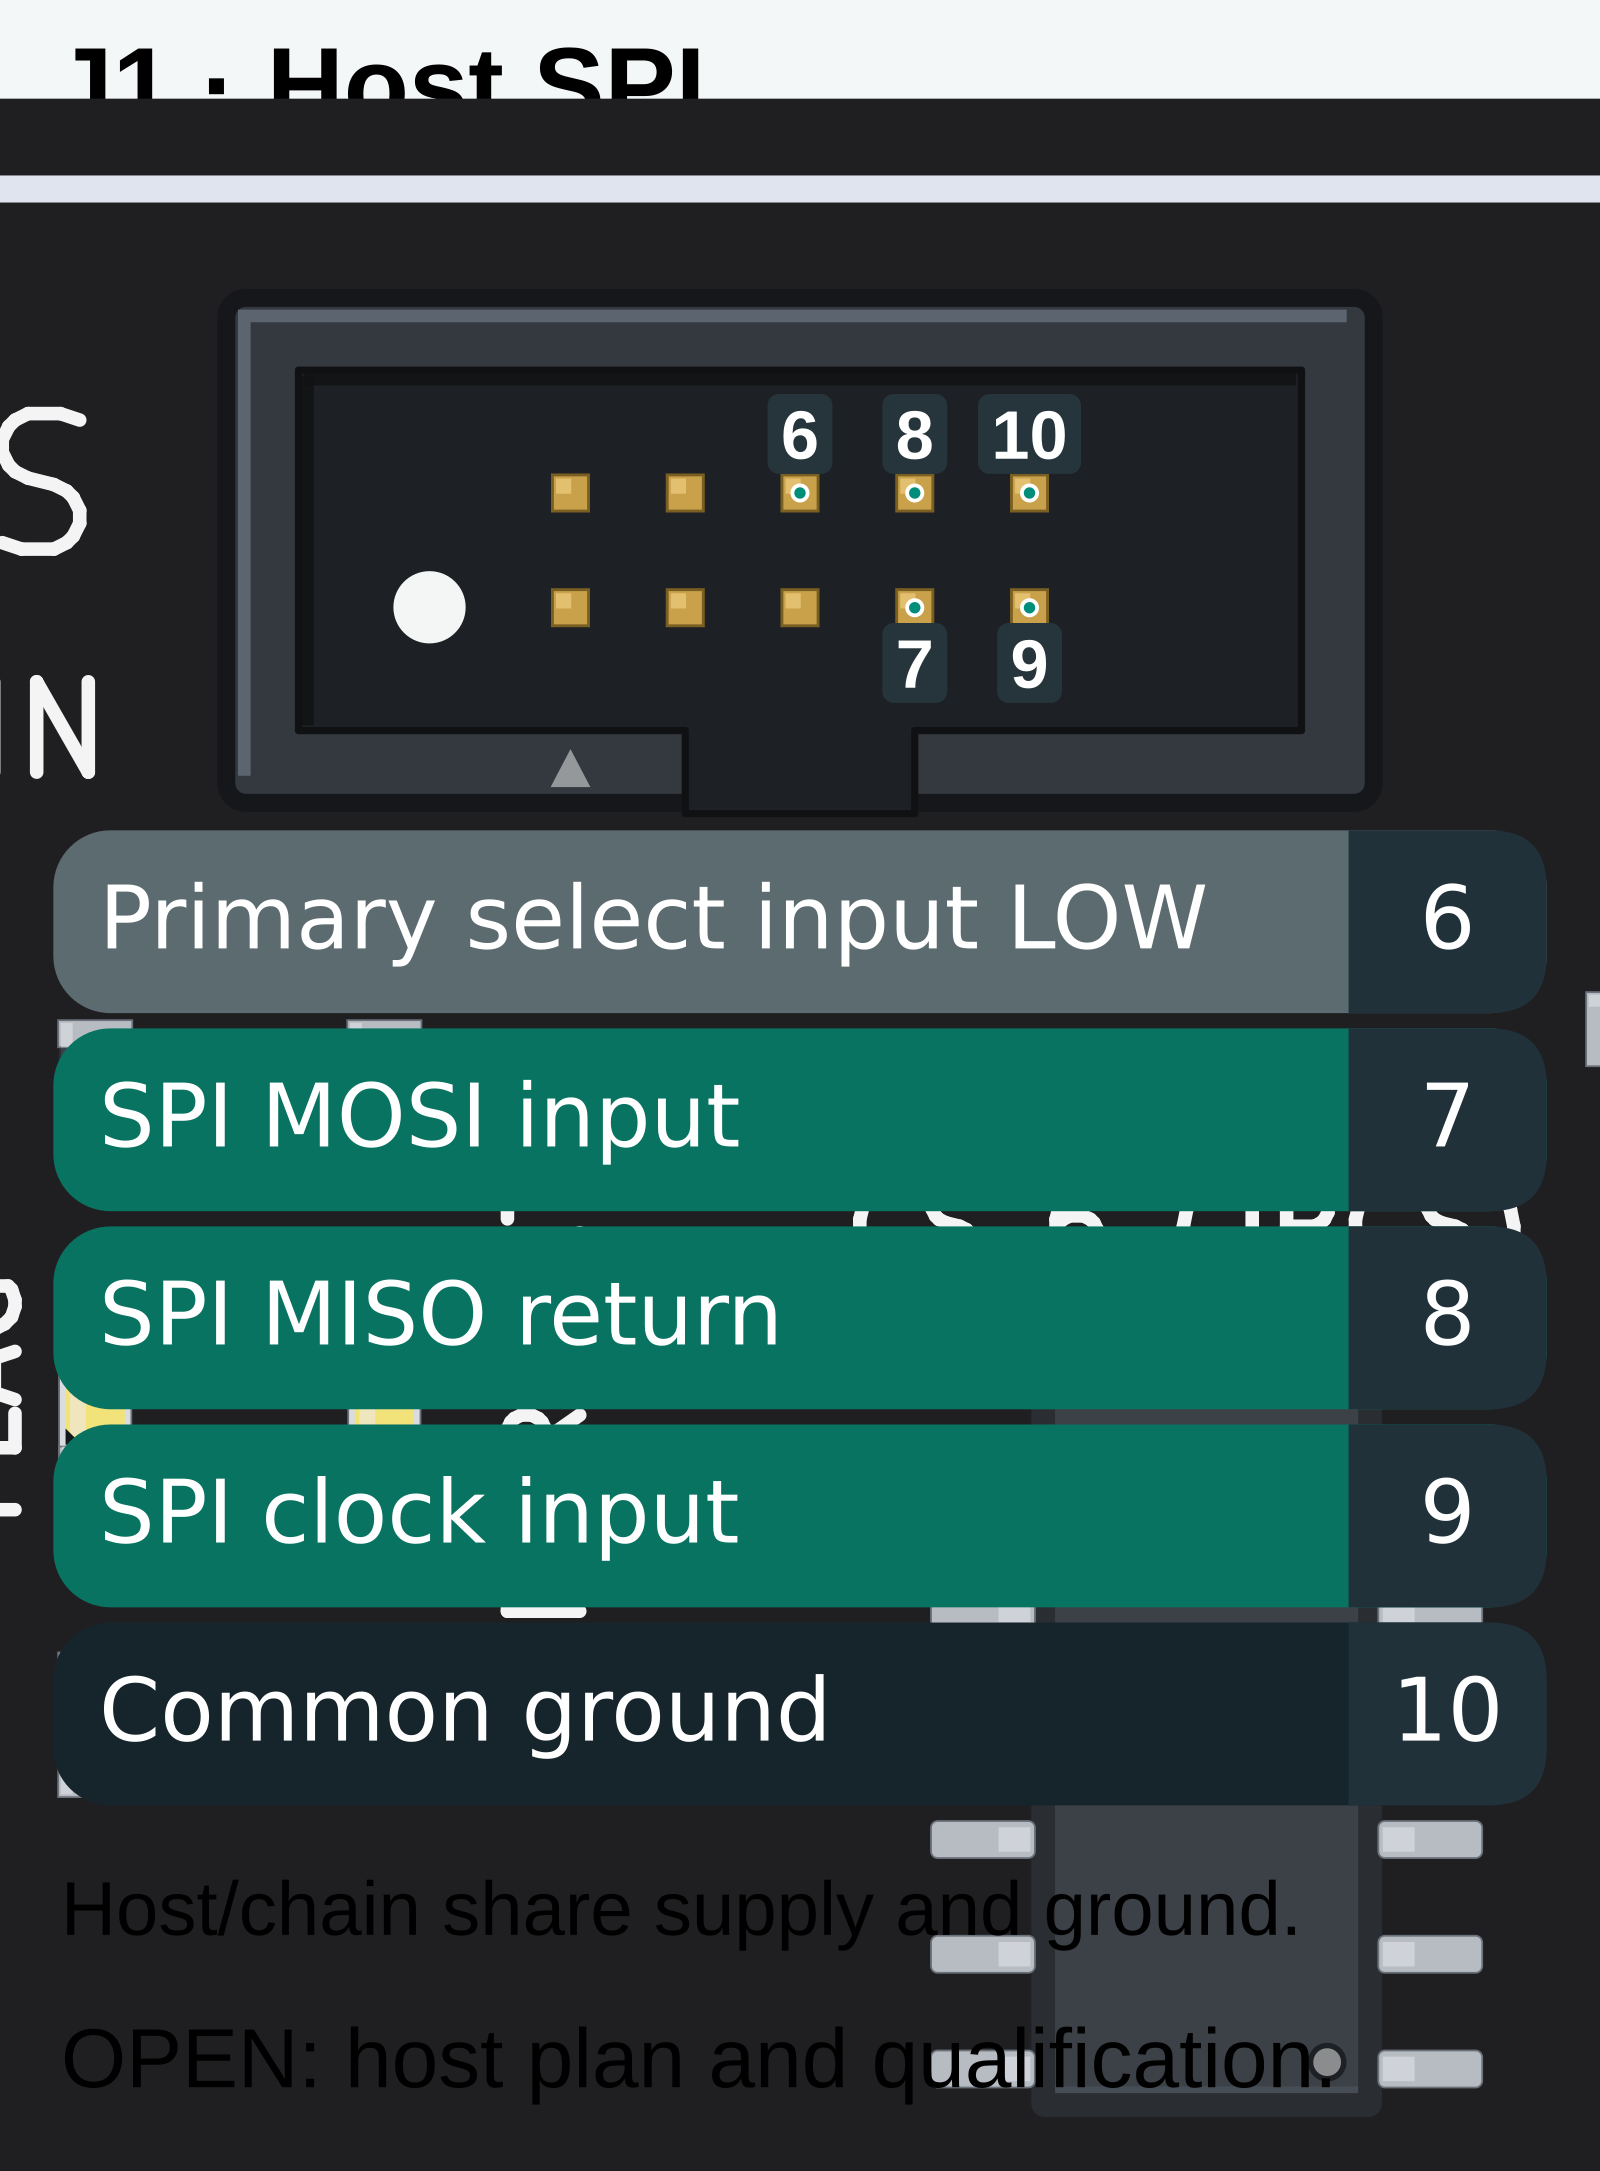 J1 · Host SPI
S
6 8 10
IN
7 9
Primary select input LOW 6
SPI MOSI input 7
SPI MISO return 8
SPI clock input 9
Common ground 10
Host/chain share supply and ground.
OPEN: host plan and qualification.